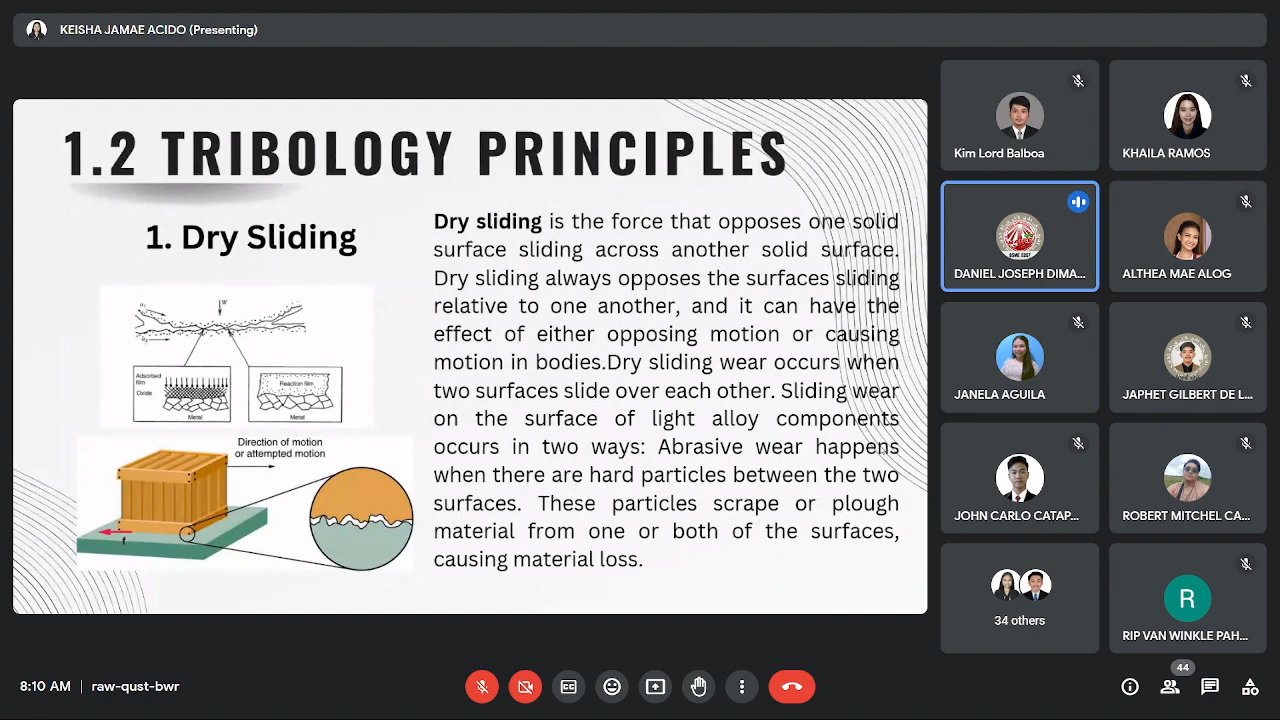 KEISHA JAMAE ACIDO (Presenting)
1.2 TRIBOLOGY PRINCIPLES
1. Dry Sliding
W
Adsorbed
film
Oxide
Metal
Reaction film
Metal
Direction of motion
or attempted motion
f
Dry sliding is the force that opposes one solid
surface sliding across another solid surface.
Dry sliding always opposes the surfaces sliding
relative to one another, and it can have the
effect of either opposing motion or causing
motion in bodies.Dry sliding wear occurs when
two surfaces slide over each other. Sliding wear
on the surface of light alloy components
occurs in two ways: Abrasive wear happens
when there are hard particles between the two
surfaces. These particles scrape or plough
material from one or both of the surfaces,
causing material loss.
Kim Lord Balboa
KHAILA RAMOS
BSME 3207
DANIEL JOSEPH DIMA...
ALTHEA MAE ALOG
JANELA AGUILA
JAPHET GILBERT DE L...
JOHN CARLO CATAP...
ROBERT MITCHEL CA...
34 others
R
RIP VAN WINKLE PAH...
8:10 AM | raw-qust-bwr
44